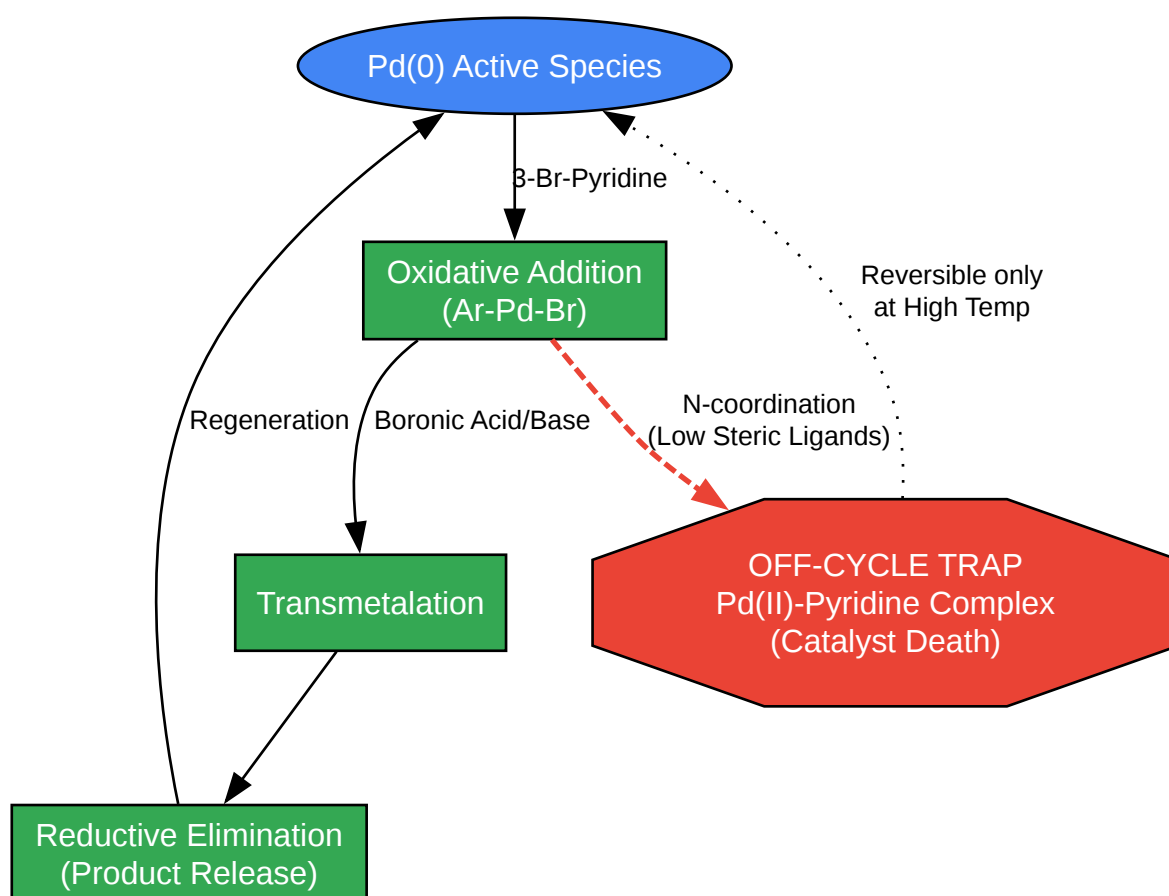 Pd(0) Active Species
3-Br-Pyridine
Oxidative Addition
(Ar-Pd-Br)
Reversible only
at High Temp
N-coordination
(Low Steric Ligands)
Regeneration
Boronic Acid/Base
OFF-CYCLE TRAP
Pd(II)-Pyridine Complex
(Catalyst Death)
Transmetalation
Reductive Elimination
(Product Release)